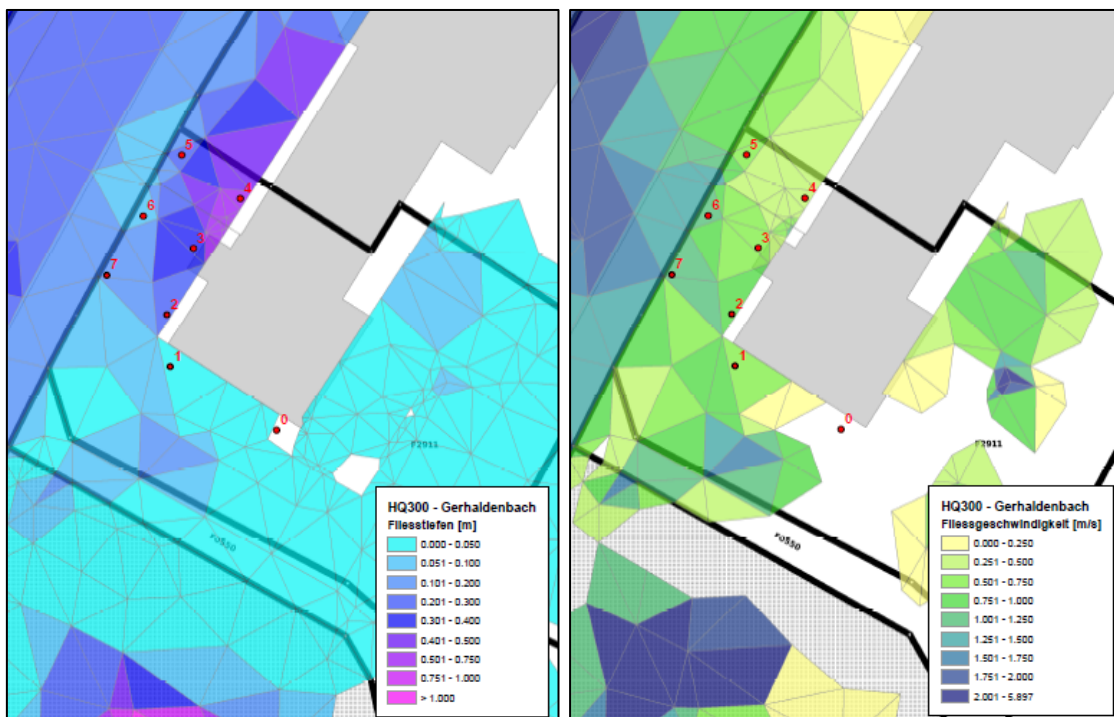 5
4
6
3
7
2
1
0
F2911
HQ300 - Gerhaldenbach
Fliesstiefen [m]
0.000 - 0.050
0.051 - 0.100
0.101 - 0.200
0.201 - 0.300
0.301 - 0.400
0.401 - 0.500
0.501 - 0.750
0.751 - 1.000
> 1.000
5
4
6
3
7
2
1
0
F2911
HQ300 - Gerhaldenbach
Fliessgeschwindigkeit [m/s]
0.000 - 0.250
0.251 - 0.500
0.501 - 0.750
0.751 - 1.000
1.001 - 1.250
1.251 - 1.500
1.501 - 1.750
1.751 - 2.000
2.001 - 5.897